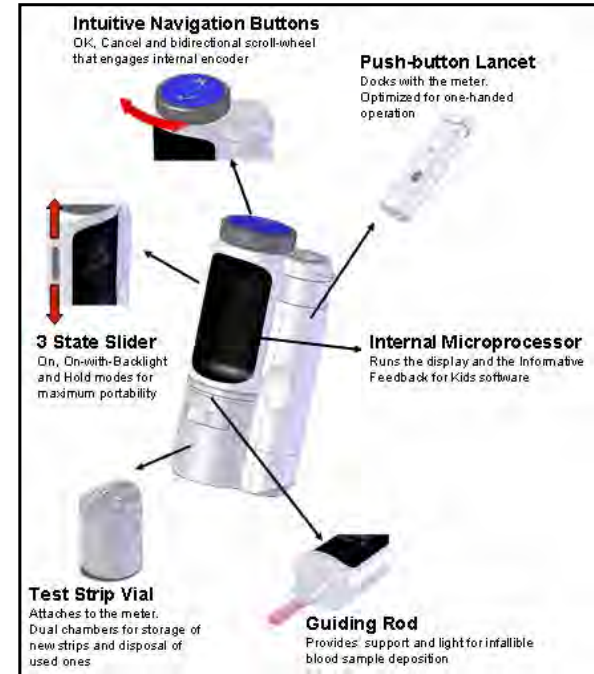 Intuitive Navigation Buttons
OK, Cancel and bidirectional scroll-wheel
that engages internal encoder
Push-button Lancet
Docks with the meter.
Optimized for one-handed
operation
3 State Slider
On, On-with-Backlight
and Hold modes for
maximum portability
Internal Microprocessor
Runs the display and the Informative
Feedback for Kids software
Test Strip Vial
Attaches to the meter.
Dual chambers for storage of
new strips and disposal of
used ones
Guiding Rod
Provides support and light for infallible
blood sample deposition